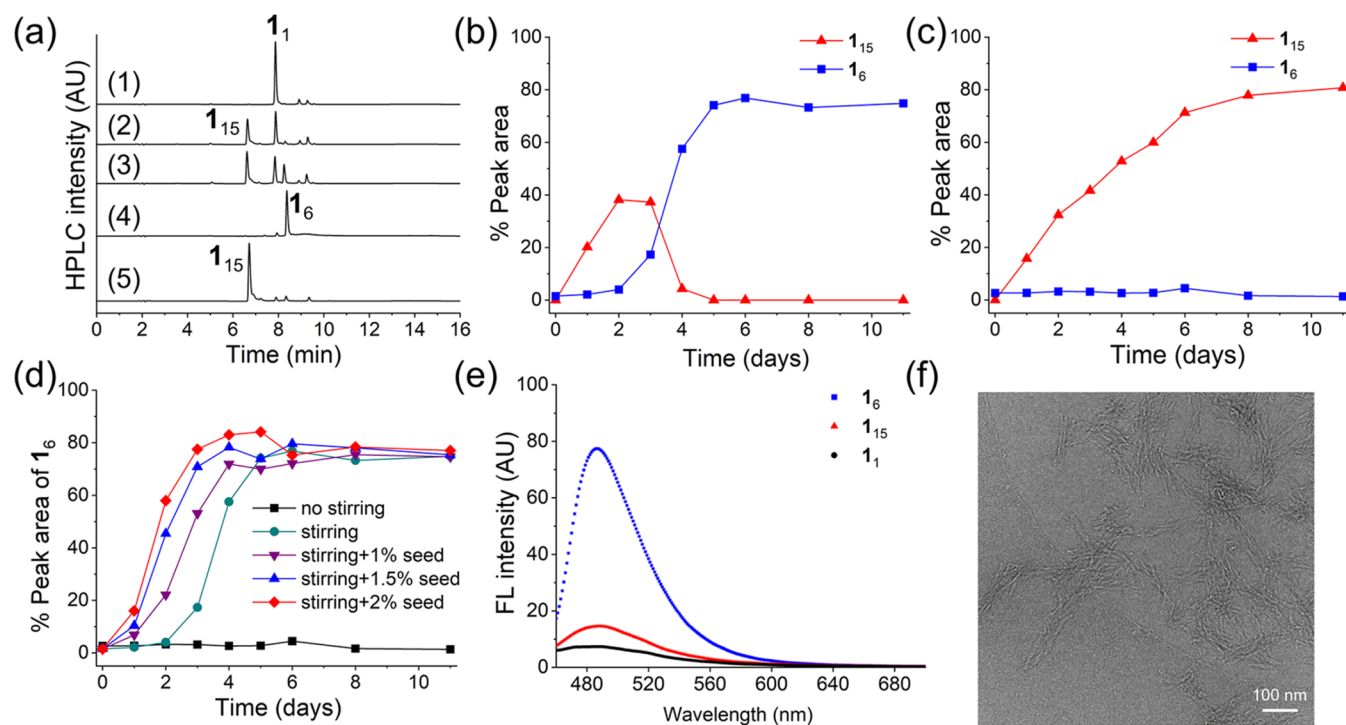 (a)
HPLC intensity (AU)
(1)
(2)
(3)
(4)
(5)
1₁
1₁₅
1₆
1₁₅
0 2 4 6 8 10 12 14 16
Time (min)
(b)
% Peak area
100
80
60
40
20
0
1₁₅
1₆
0 2 4 6 8 10
Time (days)
(c)
% Peak area
100
80
60
40
20
0
1₁₅
1₆
0 2 4 6 8 10
Time (days)
(d)
% Peak area of 1₆
100
80
60
40
20
0
no stirring
stirring
stirring+1% seed
stirring+1.5% seed
stirring+2% seed
0 2 4 6 8 10
Time (days)
(e)
FL intensity (AU)
100
80
60
40
20
0
1₆
1₁₅
1₁
480 520 560 600 640 680
Wavelength (nm)
(f)
100 nm